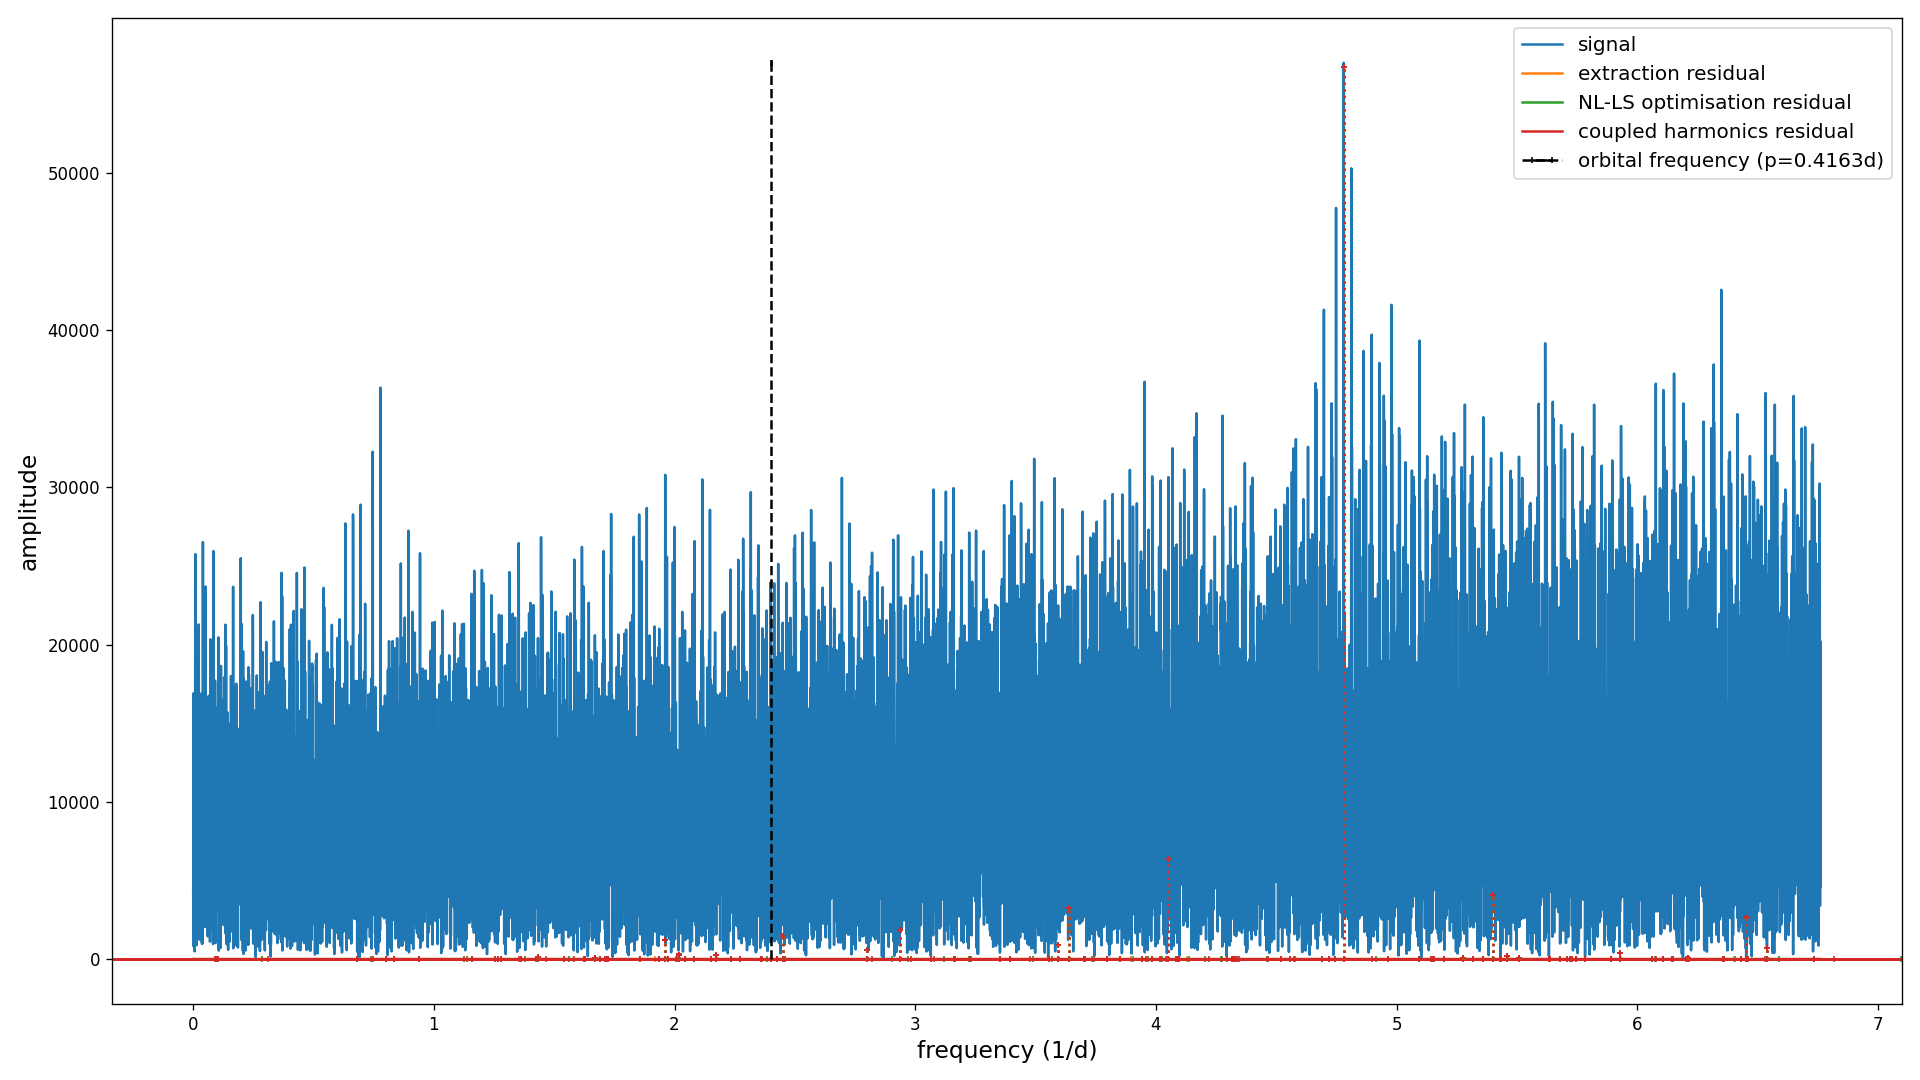 signal
extraction residual
NL-LS optimisation residual
coupled harmonics residual
orbital frequency (p=0.4163d)
amplitude
50000
40000
30000
20000
10000
0
0 1 2 3 4 5 6 7
frequency (1/d)